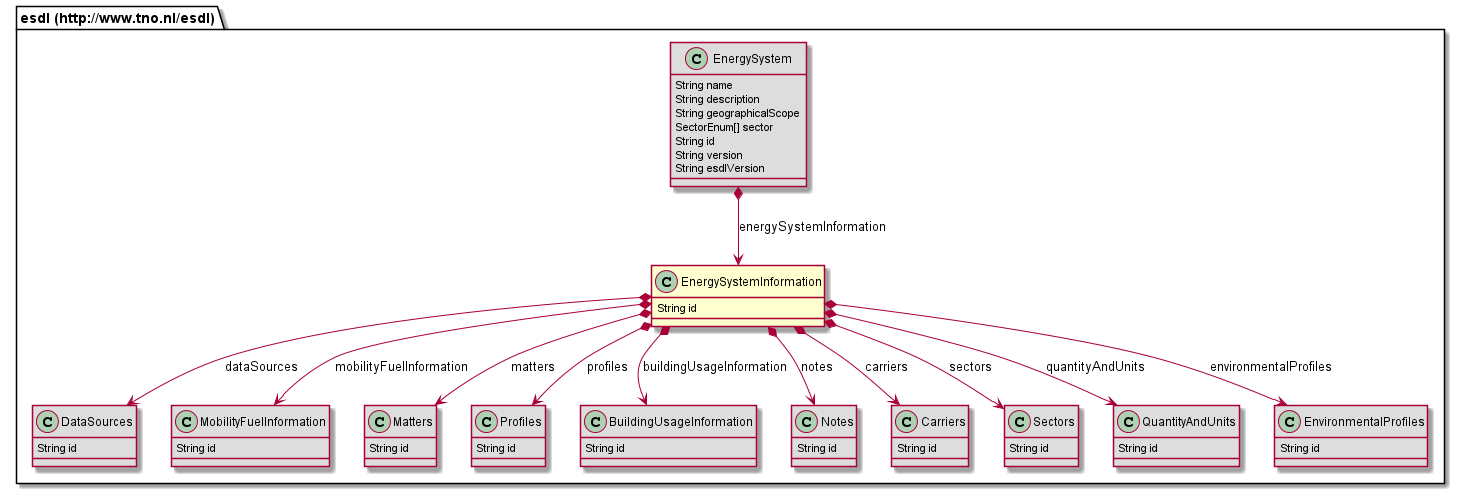 esdl (http://www.tno.nl/esdl)
C EnergySystem
String name
String description
String geographicalScope
SectorEnum[] sector
String id
String version
String esdlVersion
energySystemInformation
C EnergySystemInformation
String id
dataSources mobilityFuelInformation matters profiles buildingUsageInformation notes carriers sectors quantityAndUnits environmentalProfiles
C DataSources C MobilityFuelInformation C Matters C Profiles C BuildingUsageInformation C Notes C Carriers C Sectors C QuantityAndUnits C EnvironmentalProfiles
String id String id String id String id String id String id String id String id String id String id